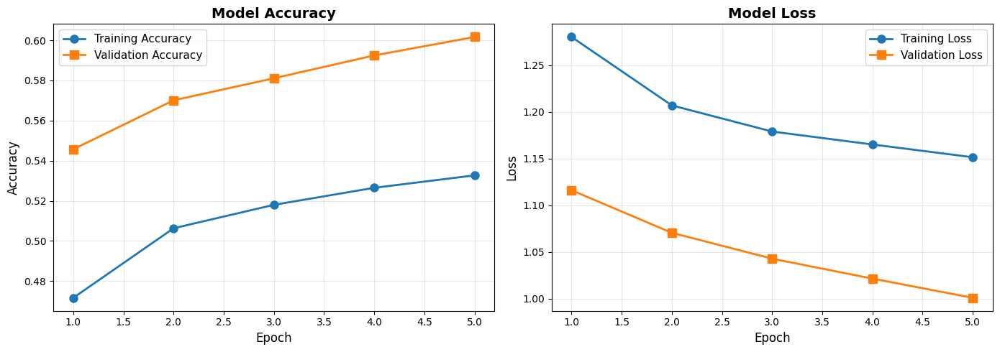 Model Accuracy
Training Accuracy
Validation Accuracy
Accuracy
0.60
0.58
0.56
0.54
0.52
0.50
0.48
1.0 1.5 2.0 2.5 3.0 3.5 4.0 4.5 5.0
Epoch
Model Loss
Training Loss
Validation Loss
Loss
1.25
1.20
1.15
1.10
1.05
1.00
1.0 1.5 2.0 2.5 3.0 3.5 4.0 4.5 5.0
Epoch